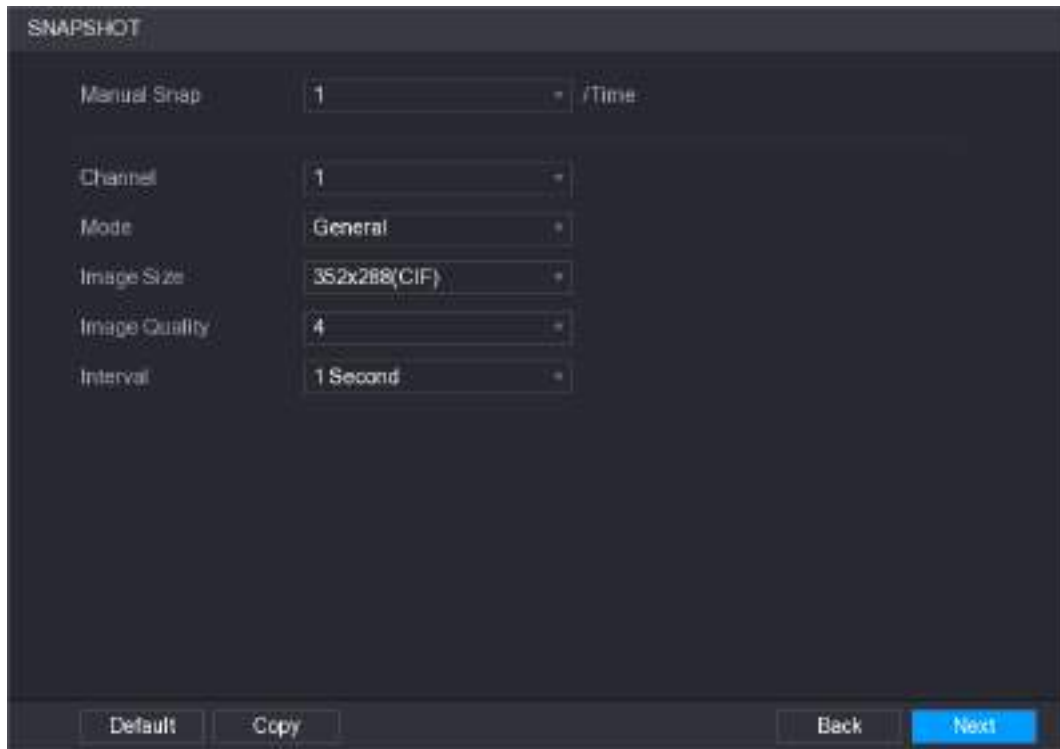 SNAPSHOT
Manual Snap 1 /Time
Channel 1
Mode General
Image Size 352x288(CIF)
Image Quality 4
Interval 1 Second
Default Copy Back Next